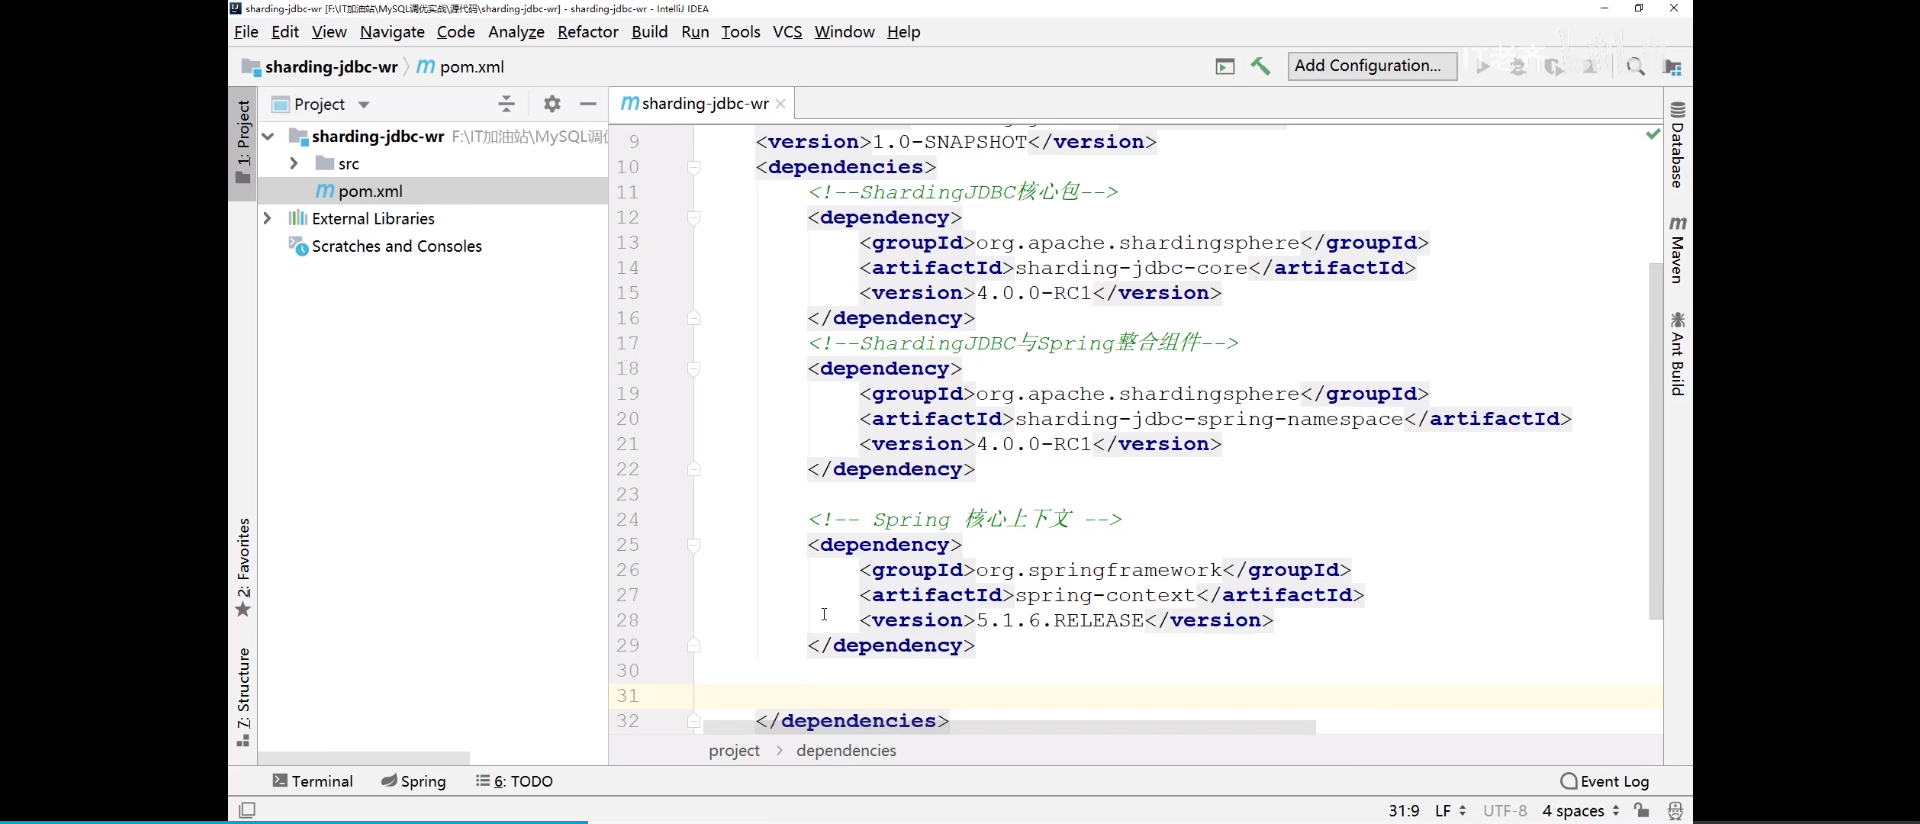 sharding-jdbc-wr [F:\IT加油站\MySQL调优实战\源代码\sharding-jdbc-wr] - sharding-jdbc-wr - IntelliJ IDEA
File Edit View Navigate Code Analyze Refactor Build Run Tools VCS Window Help
sharding-jdbc-wr pom.xml Add Configuration...
1: Project
Project
sharding-jdbc-wr F:\IT加油站\MySQL调
src
pom.xml
External Libraries
Scratches and Consoles
2: Favorites
7: Structure
sharding-jdbc-wr
9 <version>1.0-SNAPSHOT</version>
10 <dependencies>
11 <!--ShardingJDBC核心包-->
12 <dependency>
13 <groupId>org.apache.shardingsphere</groupId>
14 <artifactId>sharding-jdbc-core</artifactId>
15 <version>4.0.0-RC1</version>
16 </dependency>
17 <!--ShardingJDBC与Spring整合组件-->
18 <dependency>
19 <groupId>org.apache.shardingsphere</groupId>
20 <artifactId>sharding-jdbc-spring-namespace</artifactId>
21 <version>4.0.0-RC1</version>
22 </dependency>
23
24 <!-- Spring 核心上下文 -->
25 <dependency>
26 <groupId>org.springframework</groupId>
27 <artifactId>spring-context</artifactId>
28 <version>5.1.6.RELEASE</version>
29 </dependency>
30
31
32 </dependencies>
project > dependencies
Database
Maven
Ant Build
Terminal Spring 6: TODO Event Log
31:9 LF UTF-8 4 spaces